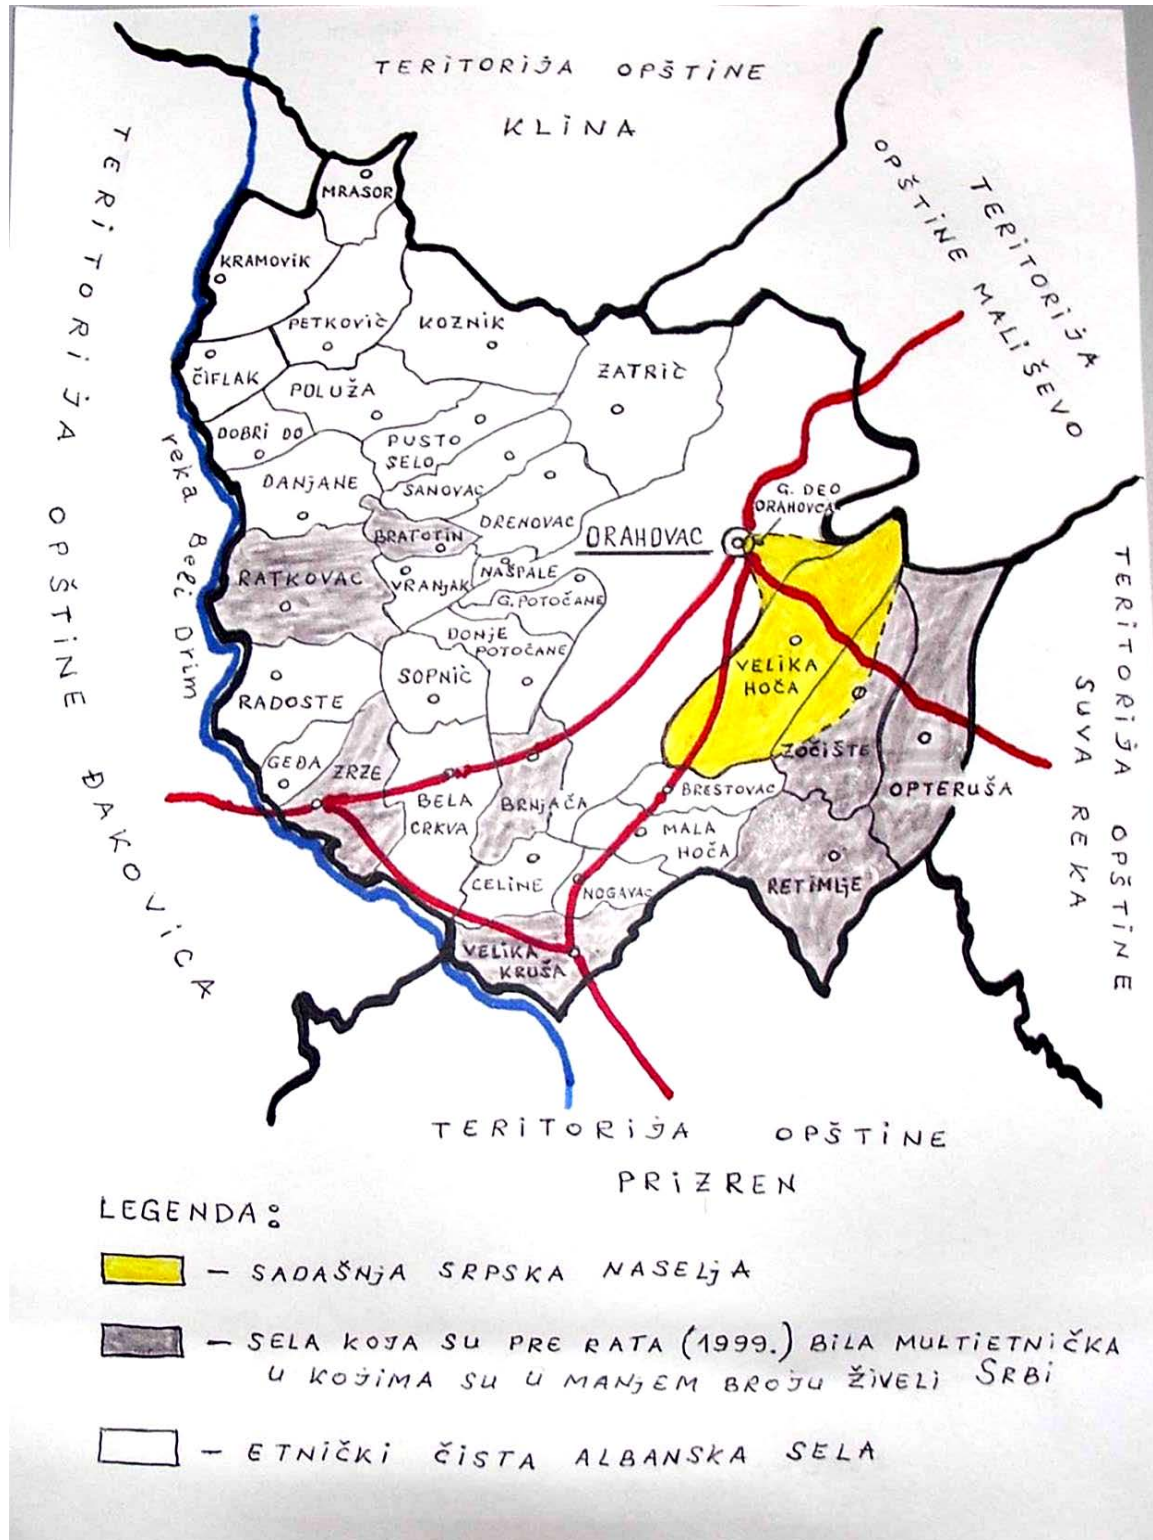 TERITORIJA OPŠTINE
KLINA
TERITORIJA
OPŠTINE MALIŠEVO
TERITORIJA OPŠTINE ĐAKOVICA
MRASOR
KRAMOVIK
PETKOVIĆ
KOZNIK
ZATRIĆ
ČIFLAK
POLUŽA
DOBRI DO
PUSTO
SELO
DANJANE
SANOVAC
G. DEO
ORAHOVCA
DRENOVAC
ORAHOVAC
BRATOTIN
reka Beli Drim
RATKOVAC
VRANJAK
NAŠPALE
G. POTOČANE
DONJE
POTOČANE
SOPNIĆ
VELIKA
HOČA
RADOSTE
GEĐA
ZRZE
ZOČIŠTE
OPTERUŠA
BELA
CRKVA
BRNJAČA
BRESTOVAC
MALA
HOČA
CELINE
NOGAVAC
RETIMLJE
VELIKA
KRUŠA
TERITORIJA OPŠTINE
SUVA REKA
TERITORIJA OPŠTINE
PRIZREN
LEGENDA:
– SADAŠNJA SRPSKA NASELJA
– SELA KOJA SU PRE RATA (1999.) BILA MULTIETNIČKA
U KOJIMA SU U MANJEM BROJU ŽIVELI SRBI
– ETNIČKI ČISTA ALBANSKA SELA